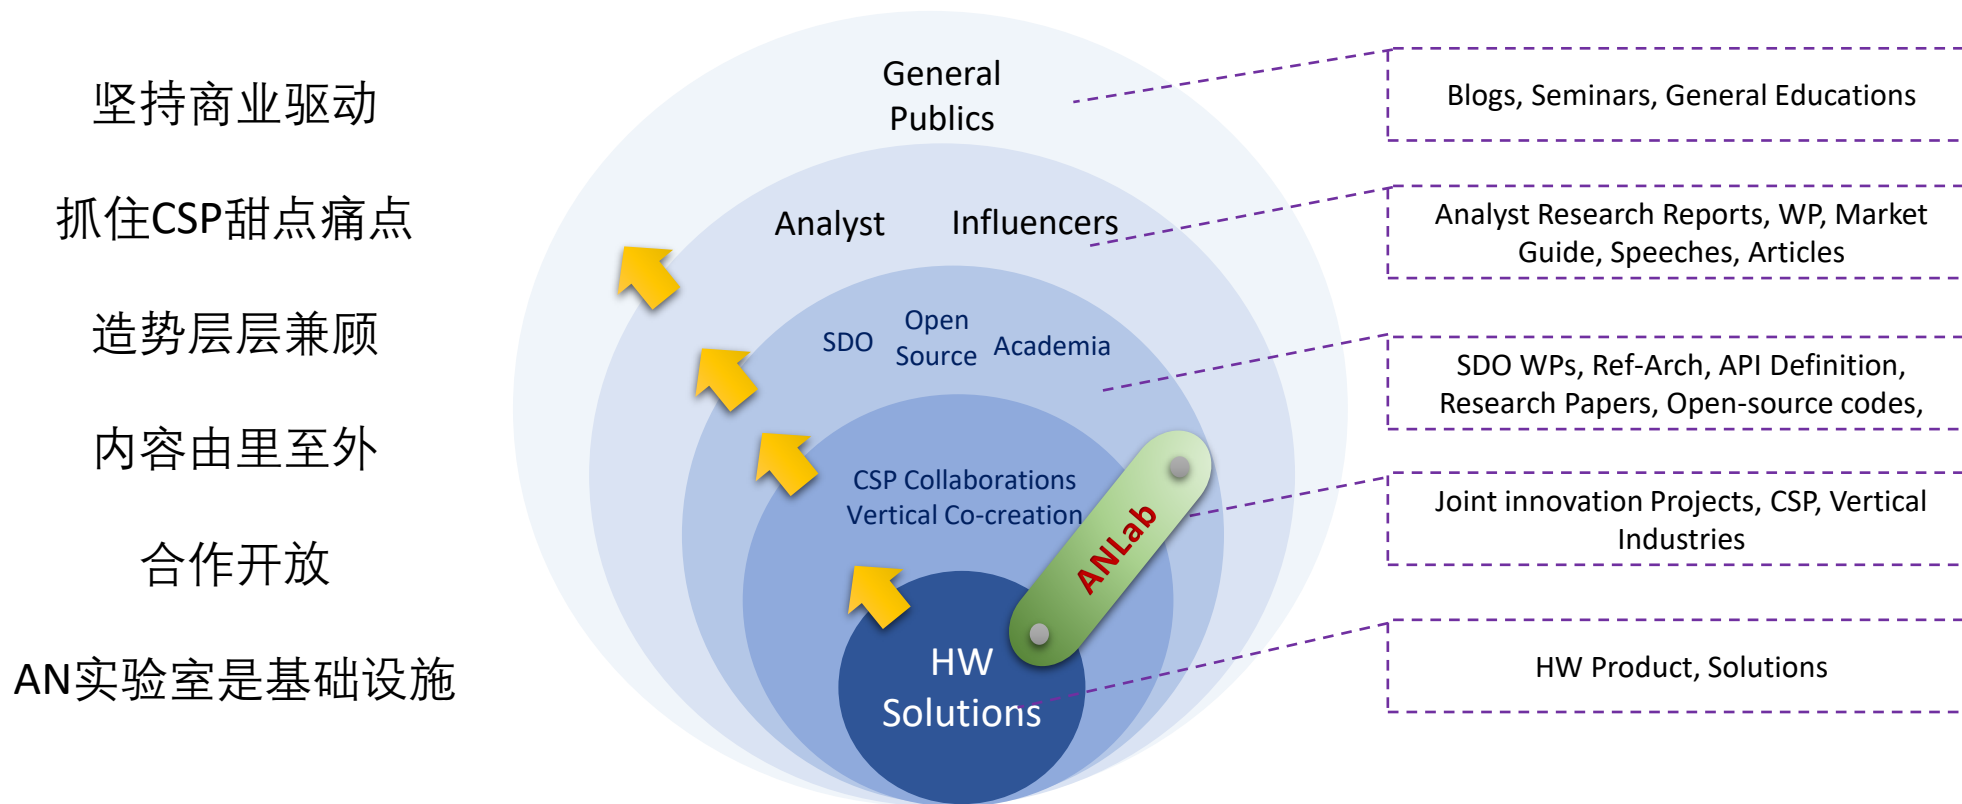 坚持商业驱动
抓住CSP甜点痛点
造势层层兼顾
内容由里至外
合作开放
AN实验室是基础设施
General
Publics
Analyst
Influencers
SDO
Open
Source
Academia
CSP Collaborations
Vertical Co-creation
ANLab
HW
Solutions
Blogs, Seminars, General Educations
Analyst Research Reports, WP, Market
Guide, Speeches, Articles
SDO WPs, Ref-Arch, API Definition,
Research Papers, Open-source codes,
Joint innovation Projects, CSP, Vertical
Industries
HW Product, Solutions